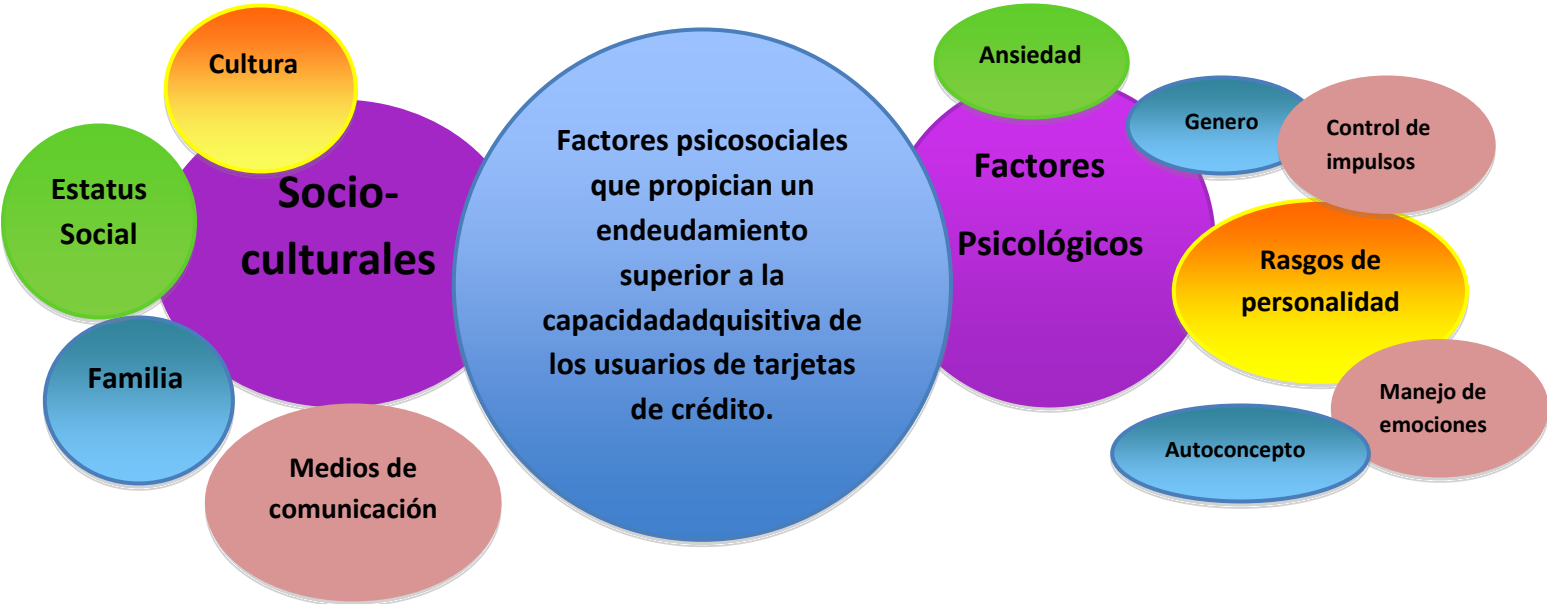 Cultura
Estatus
Social
Socio-
culturales
Familia
Medios de
comunicación
Factores psicosociales
que propician un
endeudamiento
superior a la
capacidadadquisitiva de
los usuarios de tarjetas
de crédito.
Ansiedad
Factores
Psicológicos
Genero
Control de
impulsos
Rasgos de
personalidad
Manejo de
emociones
Autoconcepto